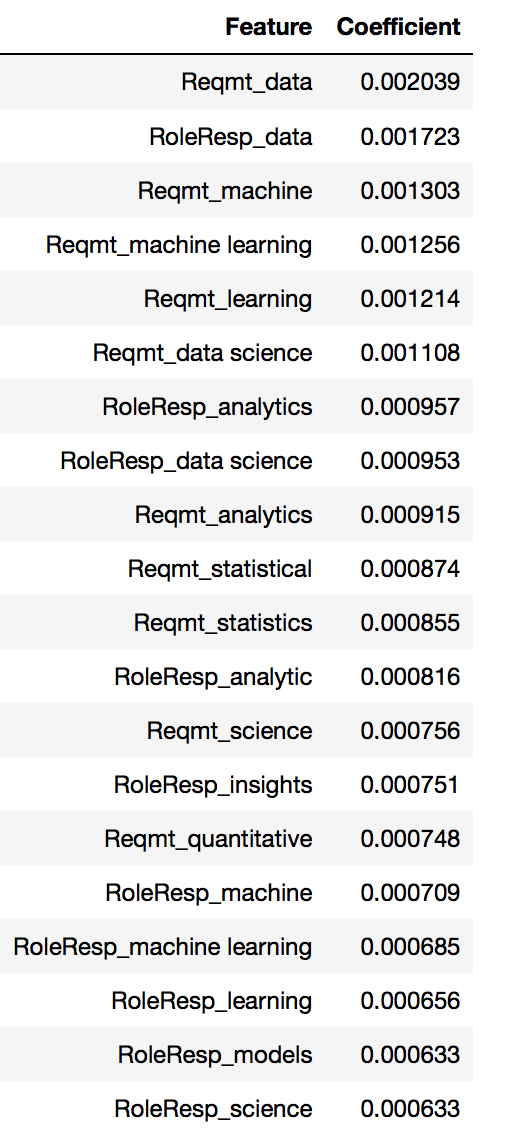 Feature Coefficient
Reqmt_data 0.002039
RoleResp_data 0.001723
Reqmt_machine 0.001303
Reqmt_machine learning 0.001256
Reqmt_learning 0.001214
Reqmt_data science 0.001108
RoleResp_analytics 0.000957
RoleResp_data science 0.000953
Reqmt_analytics 0.000915
Reqmt_statistical 0.000874
Reqmt_statistics 0.000855
RoleResp_analytic 0.000816
Reqmt_science 0.000756
RoleResp_insights 0.000751
Reqmt_quantitative 0.000748
RoleResp_machine 0.000709
RoleResp_machine learning 0.000685
RoleResp_learning 0.000656
RoleResp_models 0.000633
RoleResp_science 0.000633